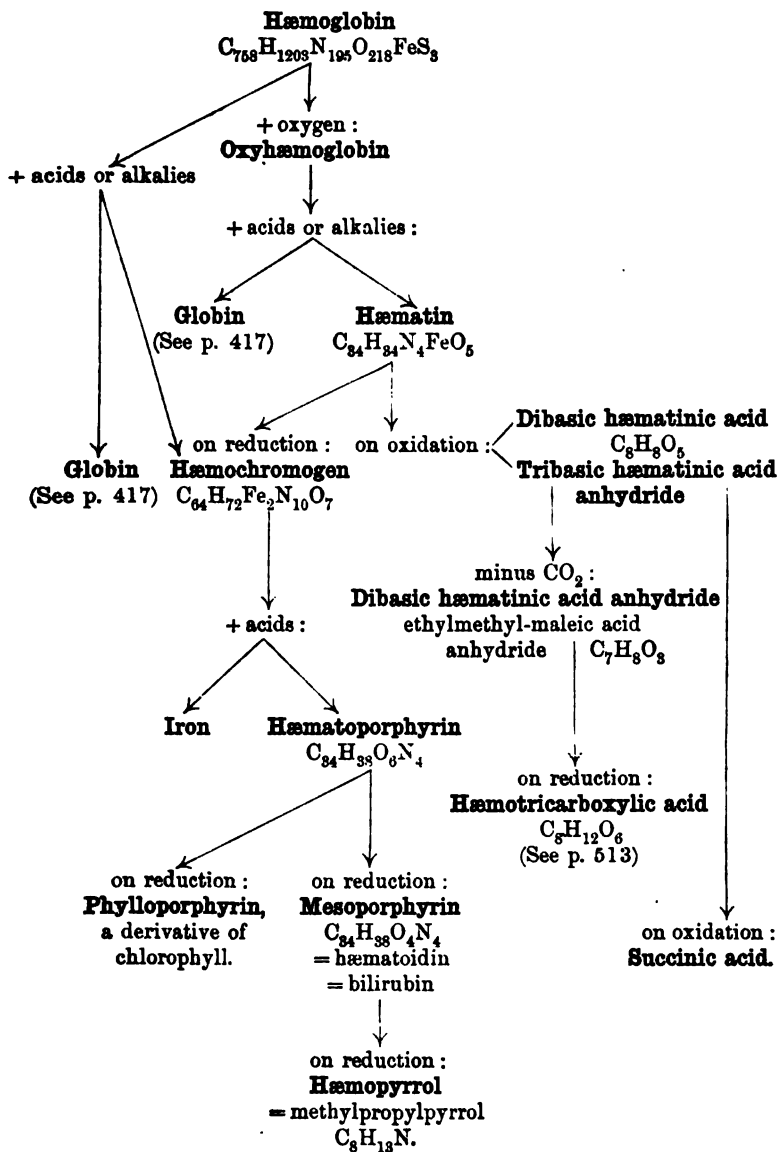 Hæmoglobin
C₇₅₈H₁₂₀₃N₁₉₅O₂₁₈FeS₃
+ oxygen :
Oxyhæmoglobin
+ acids or alkalies
+ acids or alkalies :
Globin
(See p. 417)
Hæmatin
C₃₄H₃₄N₄FeO₅
on reduction :
Hæmochromogen
C₆₄H₇₂Fe₂N₁₀O₇
Globin
(See p. 417)
on oxidation :
Dibasic hæmatinic acid
C₈H₈O₅
Tribasic hæmatinic acid
anhydride
minus CO₂ :
Dibasic hæmatinic acid anhydride
ethylmethyl-maleic acid
anhydride C₇H₈O₃
+ acids :
Iron
Hæmatoporphyrin
C₃₄H₃₈O₆N₄
on reduction :
Hæmotricarboxylic acid
C₈H₁₂O₆
(See p. 513)
on reduction :
Phylloporphyrin,
a derivative of
chlorophyll.
on reduction :
Mesoporphyrin
C₃₄H₃₈O₄N₄
= hæmatoidin
= bilirubin
on oxidation :
Succinic acid.
on reduction :
Hæmopyrrol
= methylpropylpyrrol
C₈H₁₃N.